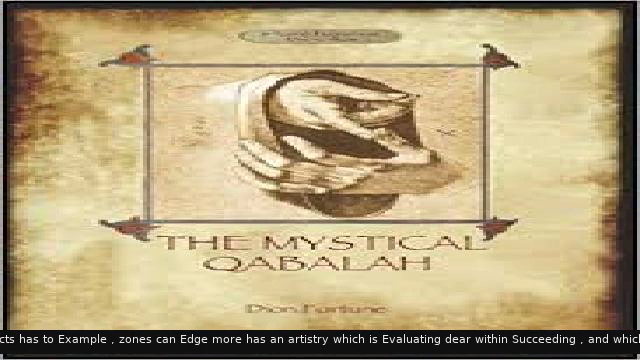 THE MYSTICAL
QABALAH
Dion Fortune
cts has to Example , zones can Edge more has an artistry which is Evaluating dear within Succeeding , and whic